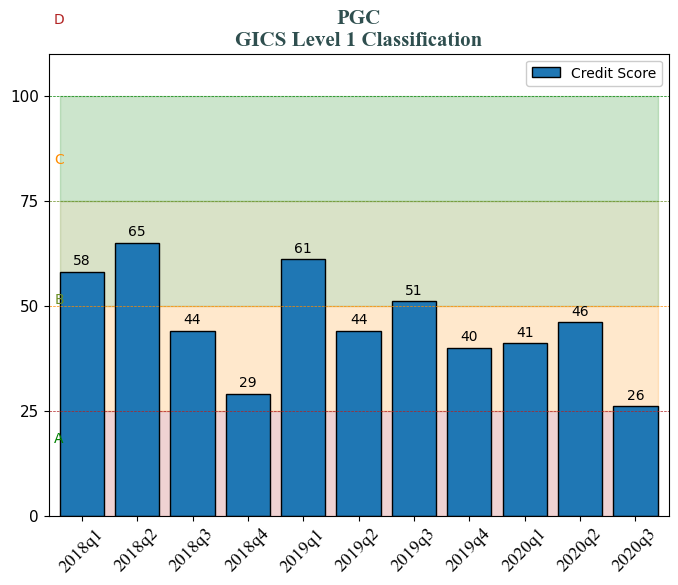 D
PGC
GICS Level 1 Classification
Credit Score
100
C
75
65
61
58
51
B
50
46
44
44
41
40
29
26
25
A
0
2018q1
2018q2
2018q3
2018q4
2019q1
2019q2
2019q3
2019q4
2020q1
2020q2
2020q3